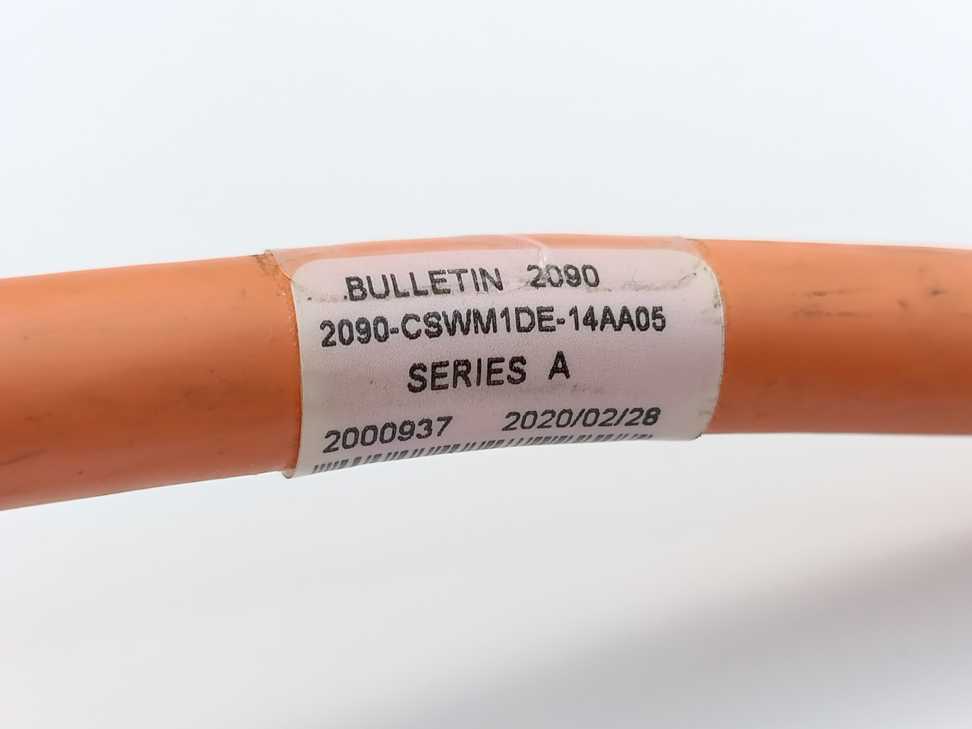 BULLETIN 2090
2090-CSWM1DE-14AA05
SERIES A
2000937 2020/02/28